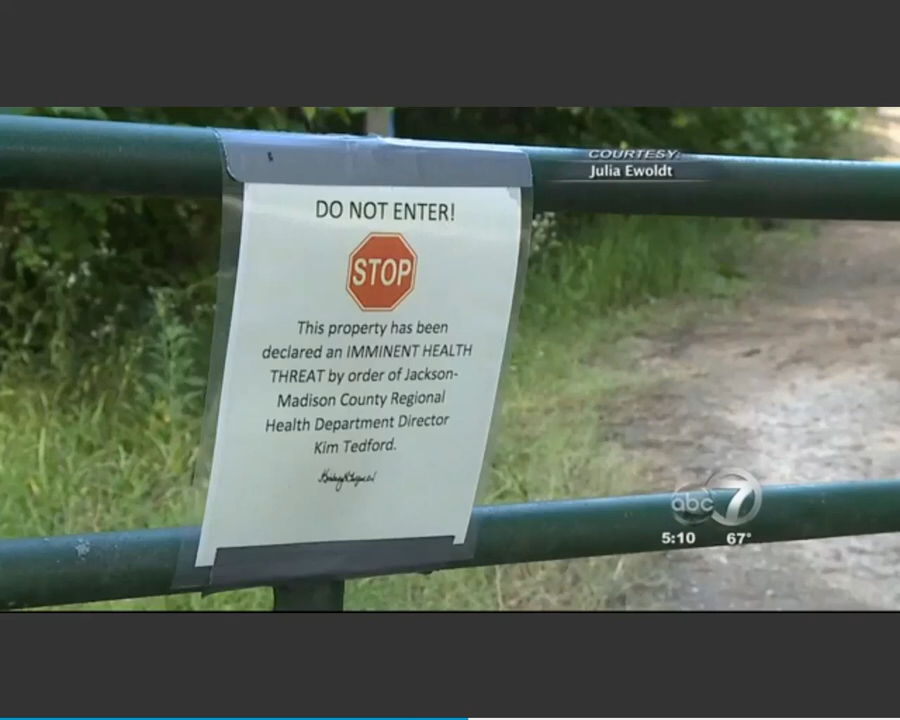 COURTESY:
Julia Ewoldt
DO NOT ENTER!
STOP
This property has been
declared an IMMINENT HEALTH
THREAT by order of Jackson-
Madison County Regional
Health Department Director
Kim Tedford.
abc 7
5:10 67°